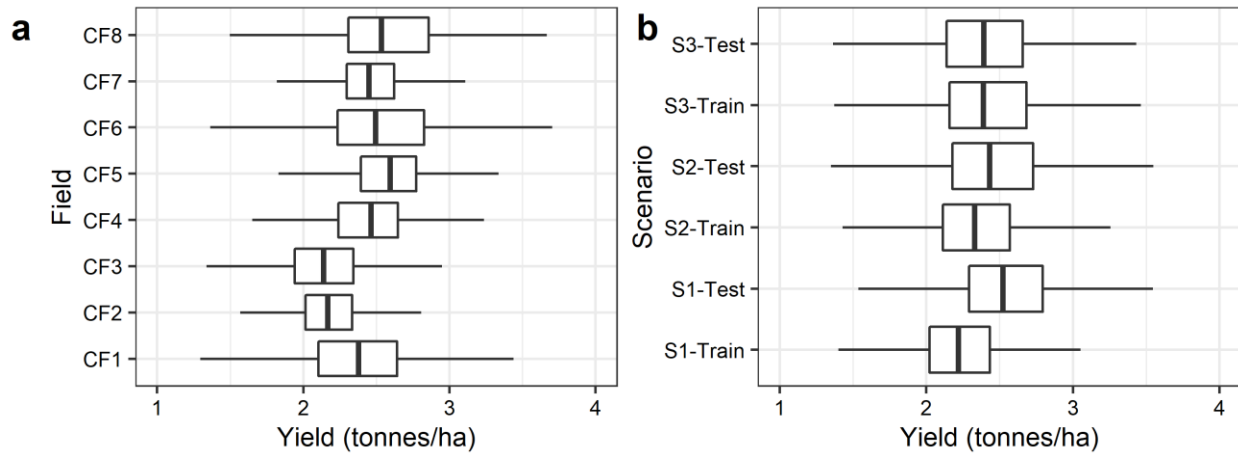 a
Field
CF8
CF7
CF6
CF5
CF4
CF3
CF2
CF1
1 2 3 4
Yield (tonnes/ha)
b
Scenario
S3-Test
S3-Train
S2-Test
S2-Train
S1-Test
S1-Train
1 2 3 4
Yield (tonnes/ha)